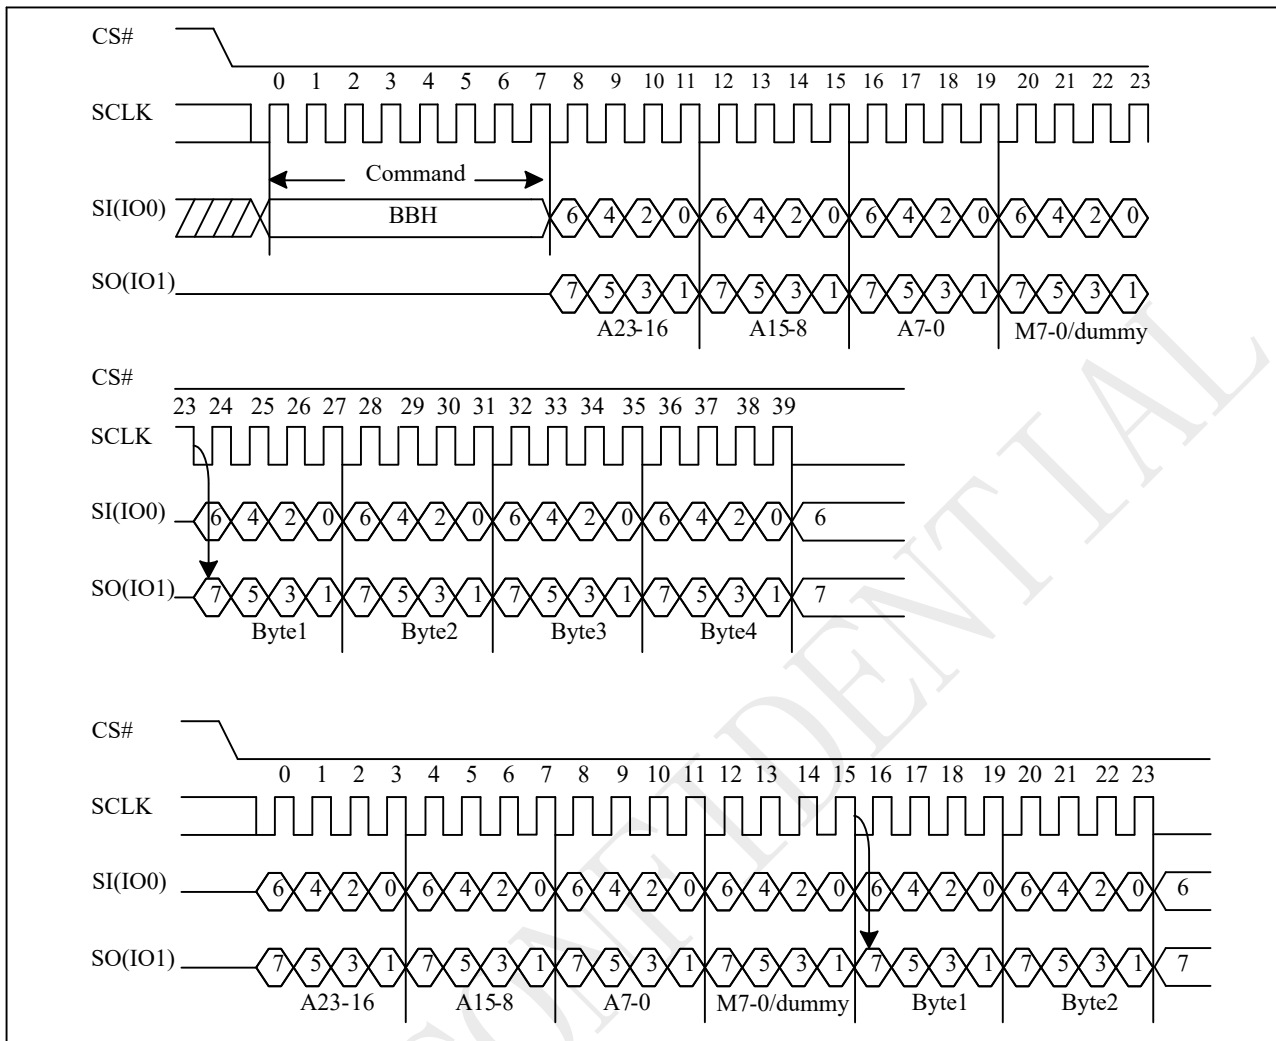 CS#
0 1 2 3 4 5 6 7 8 9 10 11 12 13 14 15 16 17 18 19 20 21 22 23
SCLK
Command
SI(IO0) BBH 6 4 2 0 6 4 2 0 6 4 2 0 6 4 2 0
SO(IO1) 7 5 3 1 7 5 3 1 7 5 3 1 7 5 3 1
A23-16 A15-8 A7-0 M7-0/dummy
CS#
23 24 25 26 27 28 29 30 31 32 33 34 35 36 37 38 39
SCLK
SI(IO0) 6 4 2 0 6 4 2 0 6 4 2 0 6 4 2 0 6
SO(IO1) 7 5 3 1 7 5 3 1 7 5 3 1 7 5 3 1 7
Byte1 Byte2 Byte3 Byte4
CS#
0 1 2 3 4 5 6 7 8 9 10 11 12 13 14 15 16 17 18 19 20 21 22 23
SCLK
SI(IO0) 6 4 2 0 6 4 2 0 6 4 2 0 6 4 2 0 6 4 2 0 6 4 2 0 6
SO(IO1) 7 5 3 1 7 5 3 1 7 5 3 1 7 5 3 1 7 5 3 1 7 5 3 1 7
A23-16 A15-8 A7-0 M7-0/dummy Byte1 Byte2
CONFIDENTIAL